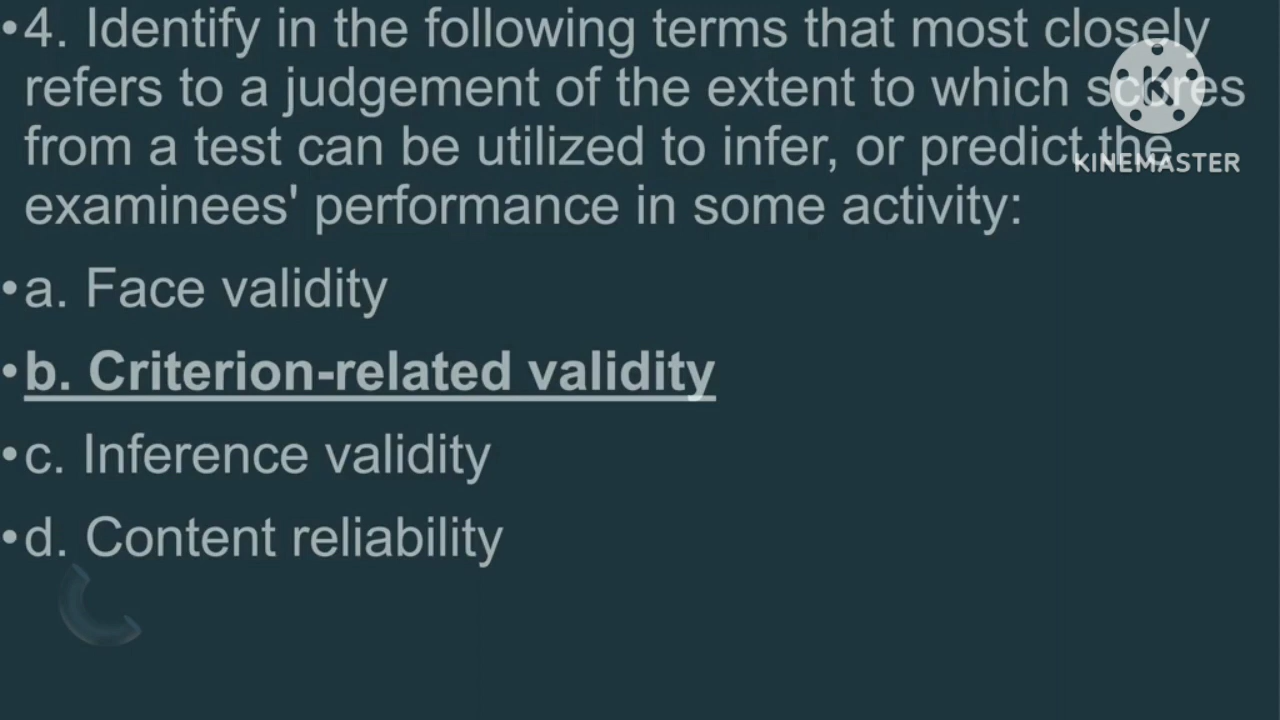 •4. Identify in the following terms that most closely
refers to a judgement of the extent to which scores
from a test can be utilized to infer, or predict the
KINEMASTER
examinees' performance in some activity:
•a. Face validity
•b. Criterion-related validity
•c. Inference validity
•d. Content reliability